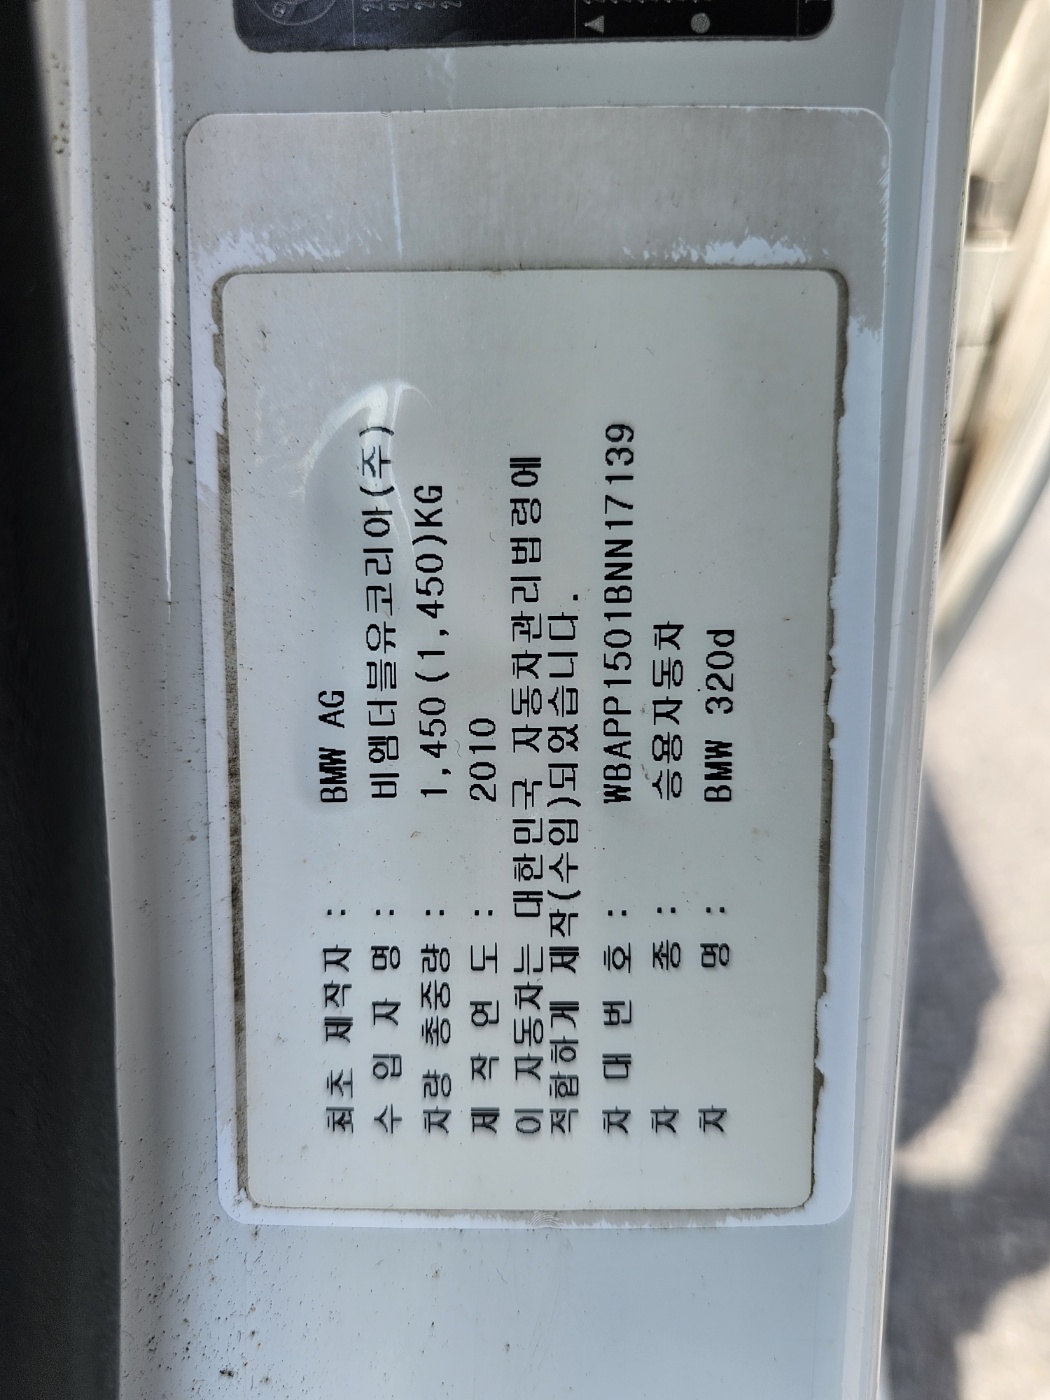 최초 제작자 : BMW AG
수 입 자 명 : 비엠더블유코리아(주)
차량 총중량 : 1,450(1,450)KG
제 작 연 도 : 2010
이 자동차는 대한민국 자동차관리법령에
적합하게 제작(수입)되었습니다.
차 대 번 호 : WBAPP1501BNN17139
차 종 : 승용자동차
차 명 : BMW 320d